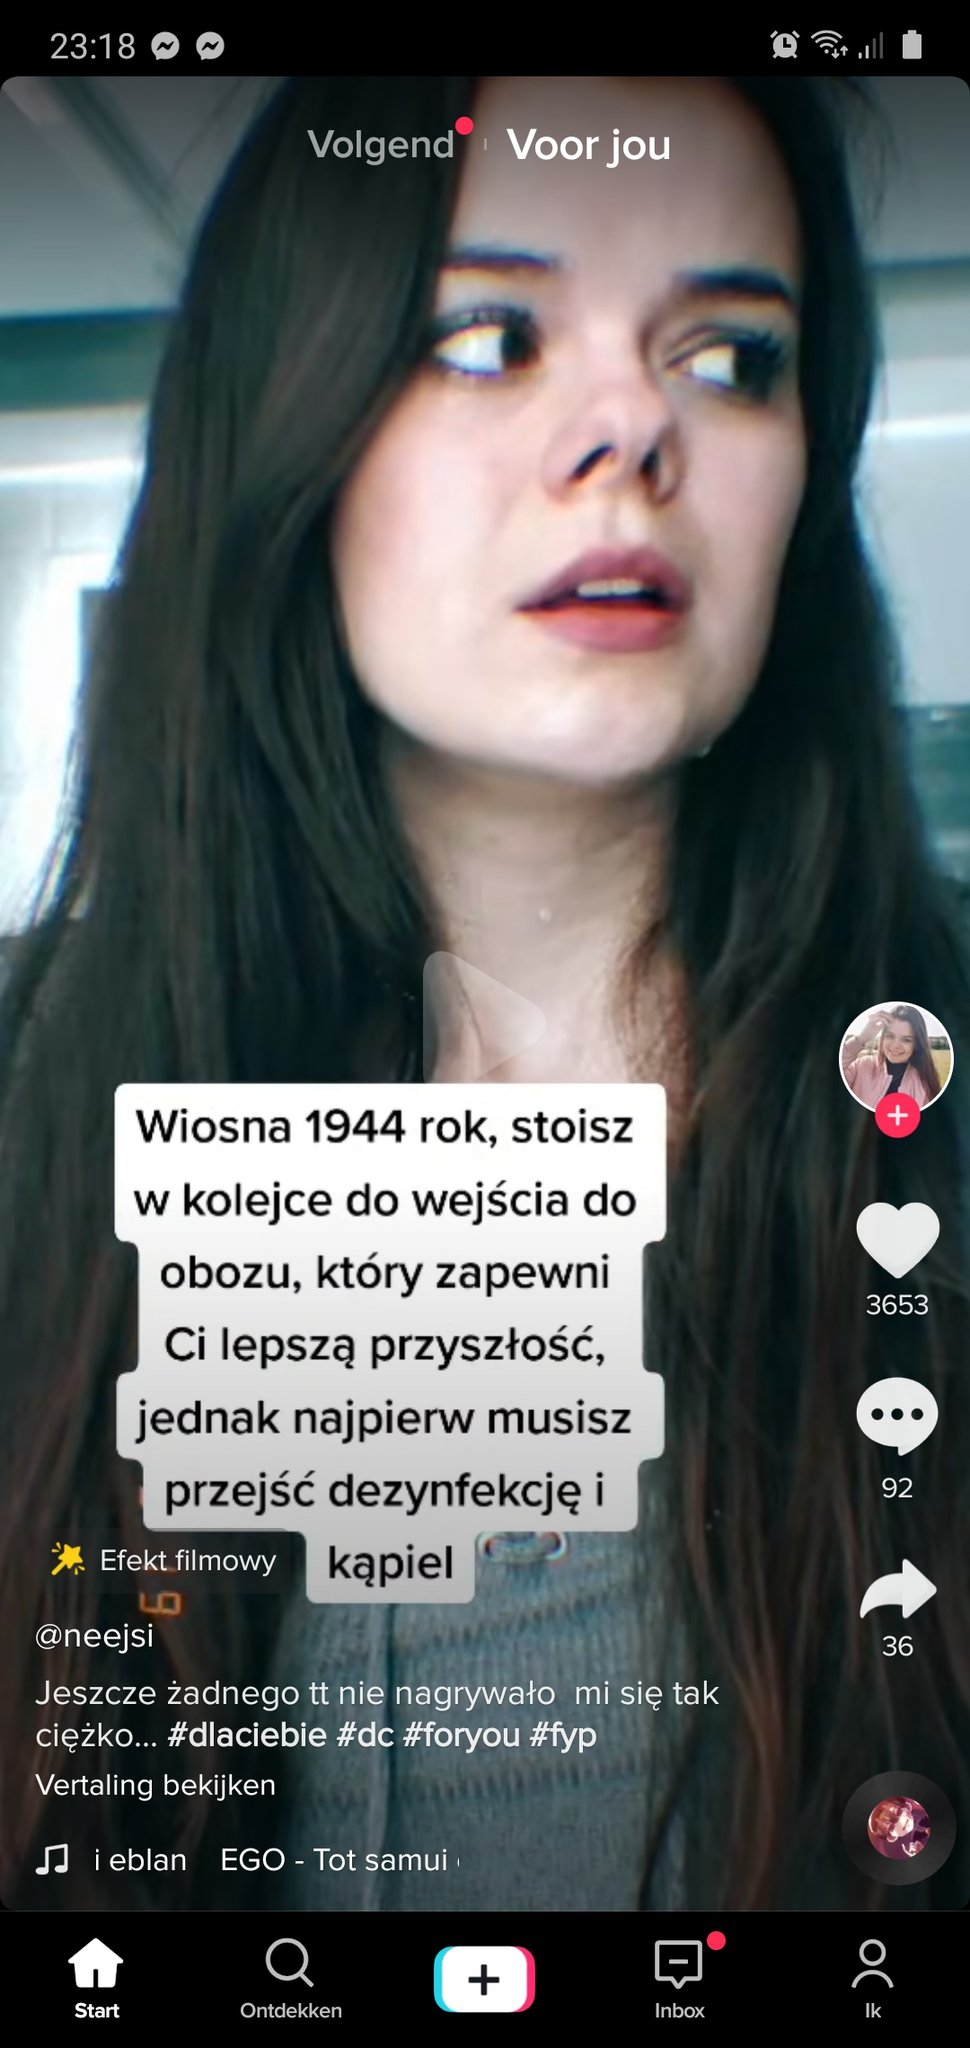 23:18
Volgend
Voor jou
Wiosna 1944 rok, stoisz
w kolejce do wejścia do
obozu, który zapewni
Ci lepszą przyszłość,
jednak najpierw musisz
przejść dezynfekcję i
kąpiel
3653
92
36
Efekt filmowy
@neejsi
Jeszcze żadnego tt nie nagrywało mi się tak
ciężko... #dlaciebie #dc #foryou #fyp
Vertaling bekijken
i eblan EGO - Tot samui
Start
Ontdekken
Inbox
Ik